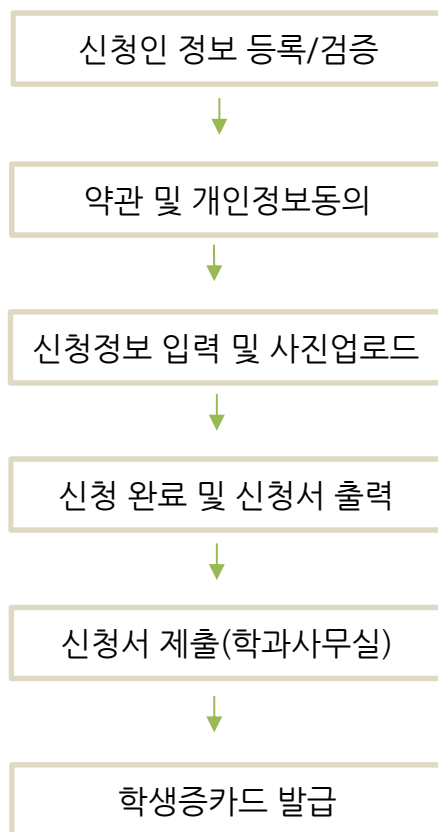 신청인 정보 등록/검증
약관 및 개인정보동의
신청정보 입력 및 사진업로드
신청 완료 및 신청서 출력
신청서 제출(학과사무실)
학생증카드 발급